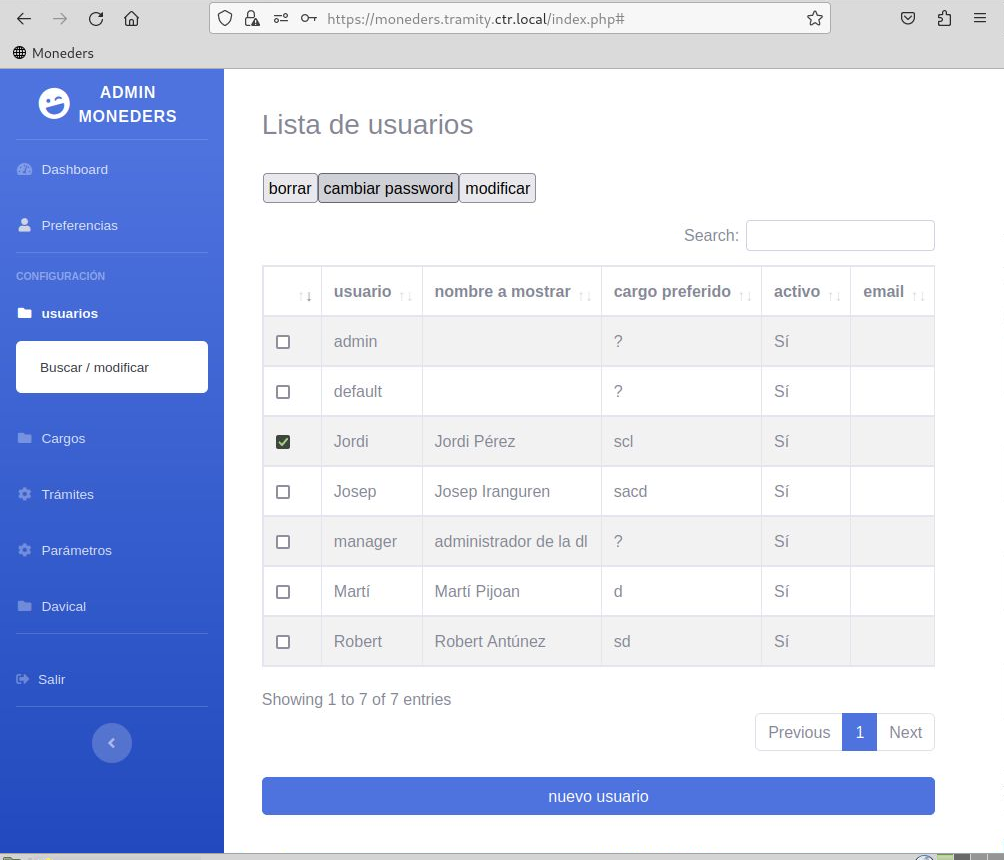 https://moneders.tramity.ctr.local/index.php#
Moneders
ADMIN
MONEDERS
Dashboard
Preferencias
CONFIGURACIÓN
usuarios
Buscar / modificar
Cargos
Trámites
Parámetros
Davical
Salir
Lista de usuarios
borrar cambiar password modificar
Search:
usuario nombre a mostrar cargo preferido activo email
admin ? Sí
default ? Sí
Jordi Jordi Pérez scl Sí
Josep Josep Iranguren sacd Sí
manager administrador de la dl ? Sí
Martí Martí Pijoan d Sí
Robert Robert Antúnez sd Sí
Showing 1 to 7 of 7 entries
Previous 1 Next
nuevo usuario